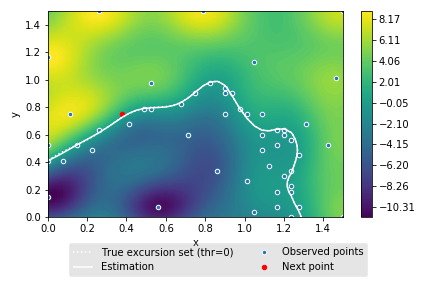 1.4
1.2
1.0
0.8
0.6
0.4
0.2
0.0
y
0.0 0.2 0.4 0.6 0.8 1.0 1.2 1.4
x
8.17
6.12
4.06
2.01
−0.05
−2.10
−4.15
−6.20
−8.26
−10.31
True excursion set (thr=0)
Estimation
Observed points
Next point